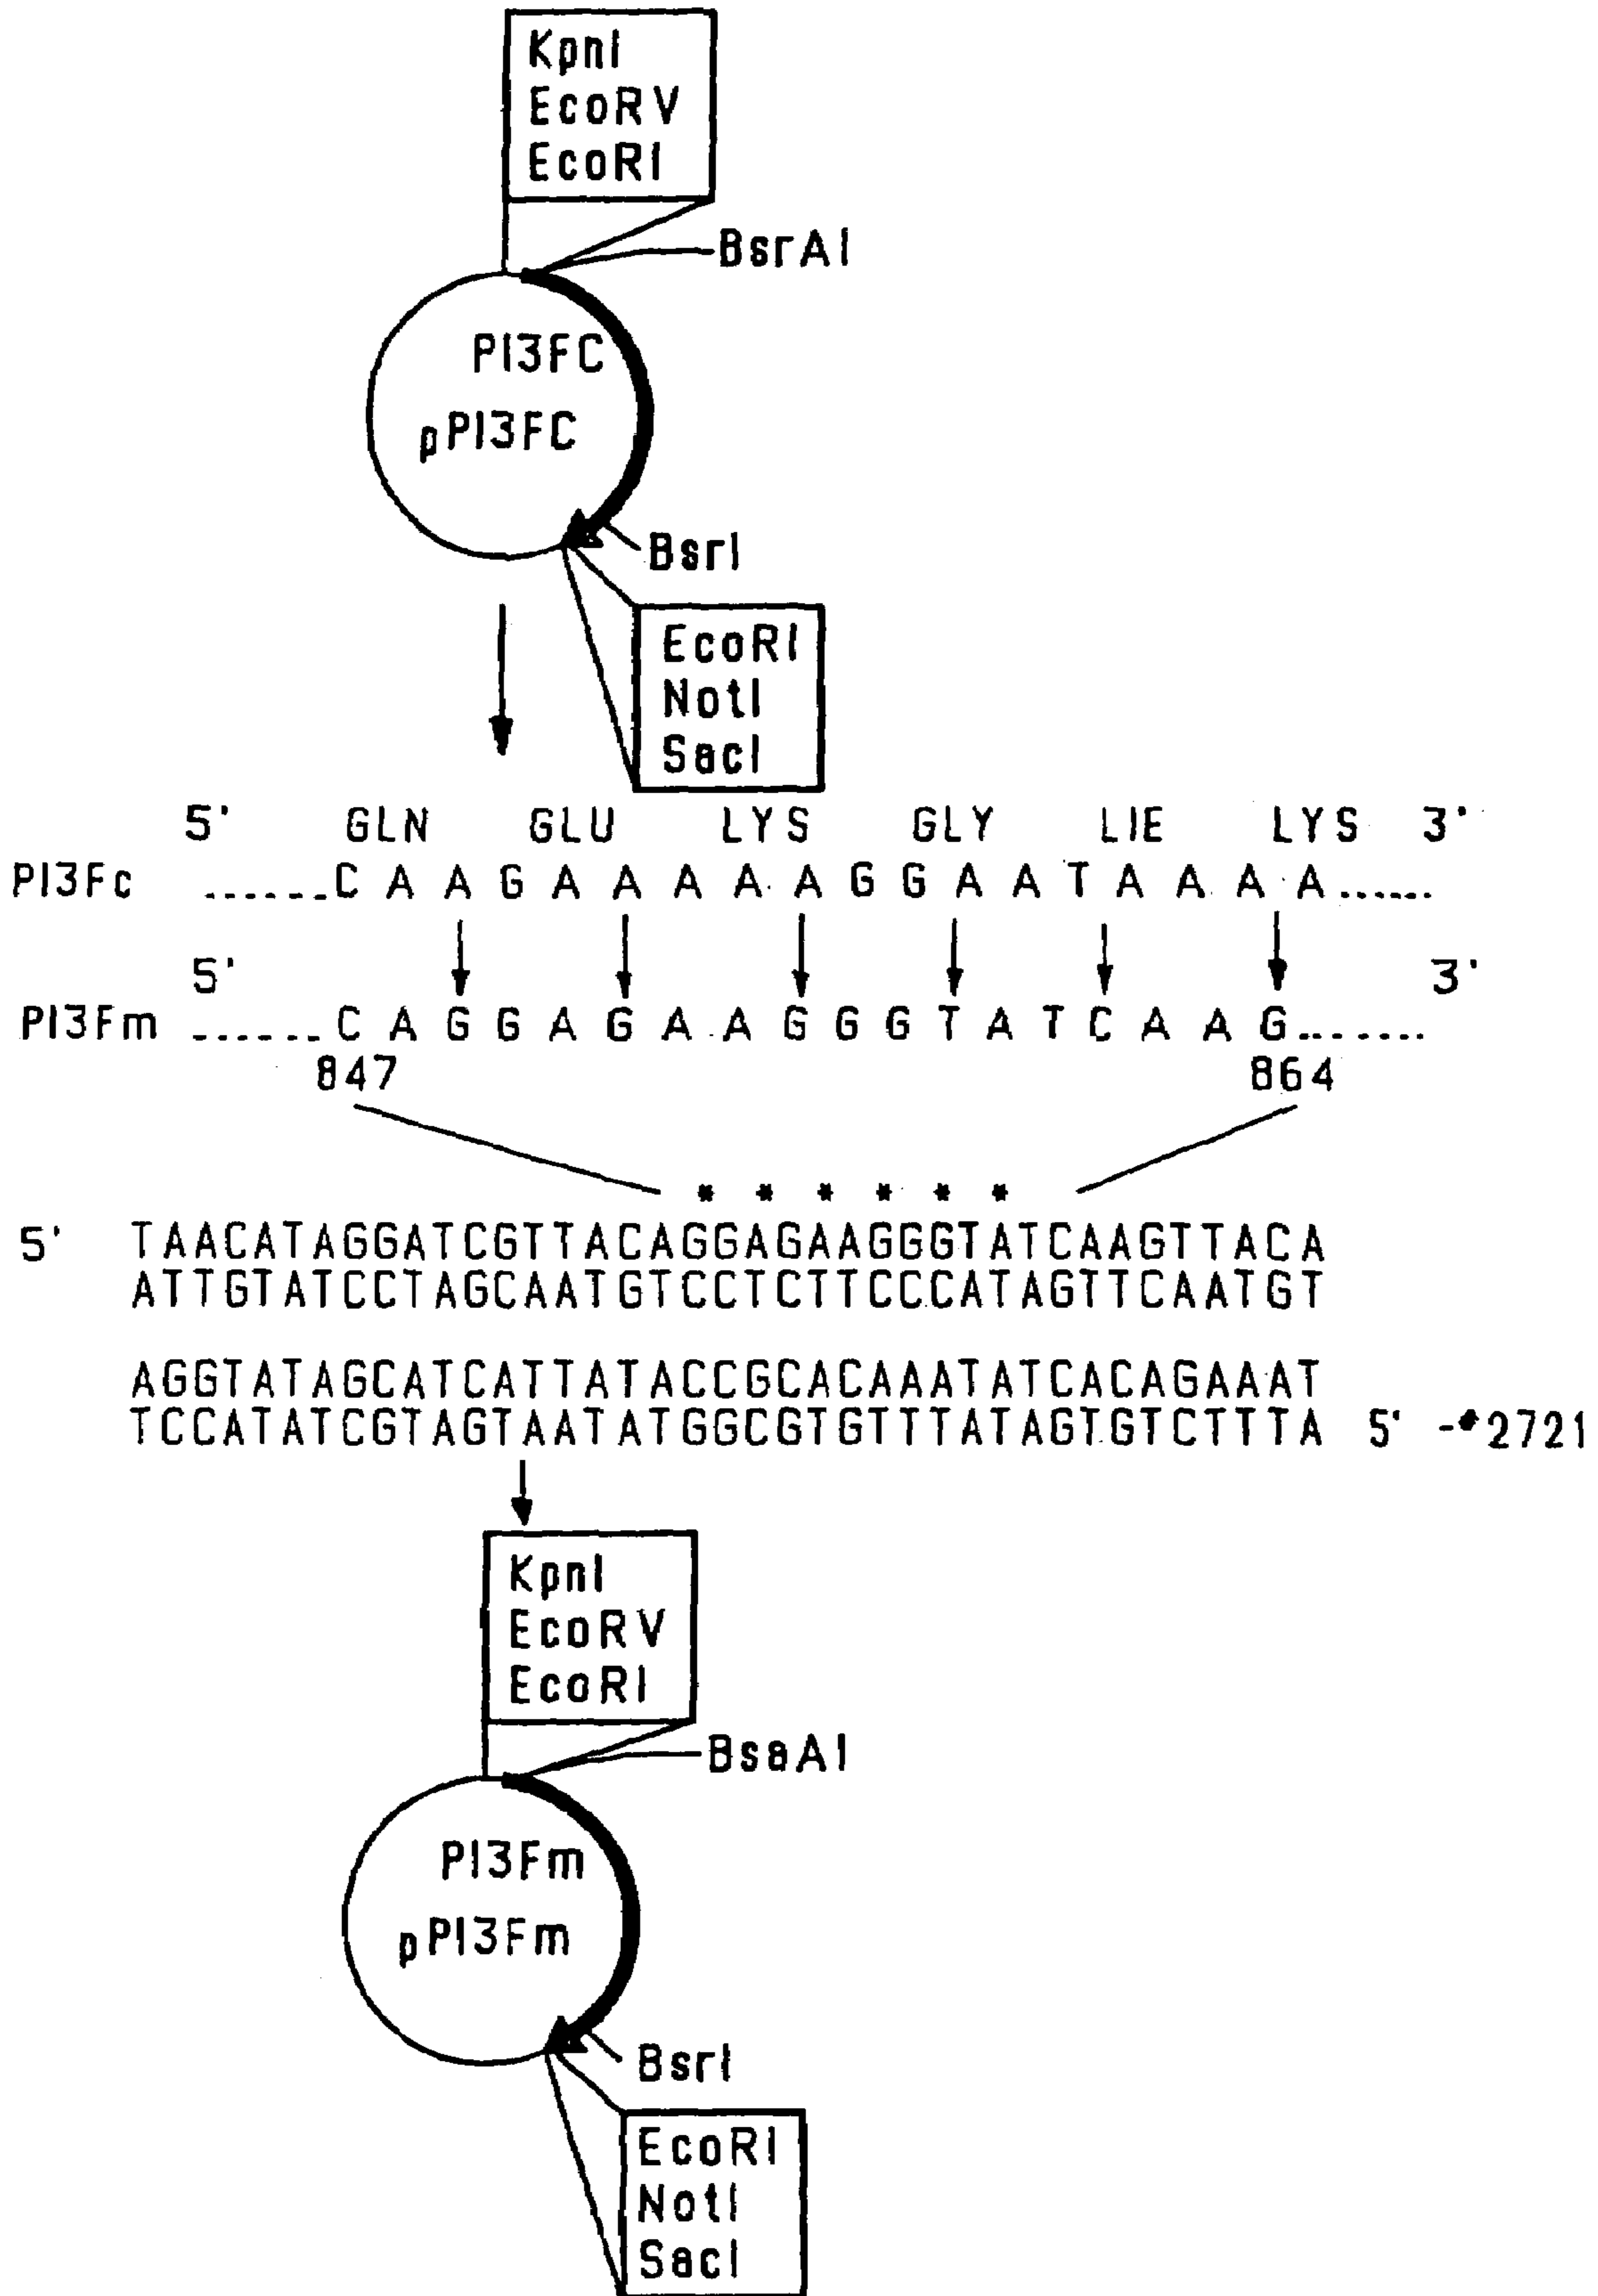 KpnI
EcoRV
EcoRI
BsrAI
PI3FC
pPI3FC
BsrI
EcoRI
NotI
SacI
5' GLN GLU LYS GLY LIE LYS 3'
PI3Fc ......C A A G A A A A A G G A A T A A A A......
5' 3'
PI3Fm ......C A G G A G A A G G G T A T C A A G.......
847 864
* * * * * *
5' TAACATAGGATCGTTACAGGAGAAGGGTATCAAGTTACA
ATTGTATCCTAGCAATGTCCTCTTCCCATAGTTCAATGT
AGGTATAGCATCATTATACCGCACAAATATCACAGAAAT
TCCATATCGTAGTAATATGGCGTGTTTATAGTGTCTTTA 5' -#2721
KpnI
EcoRV
EcoRI
BsaAI
PI3Fm
pPI3Fm
BsrI
EcoRI
NotI
SacI